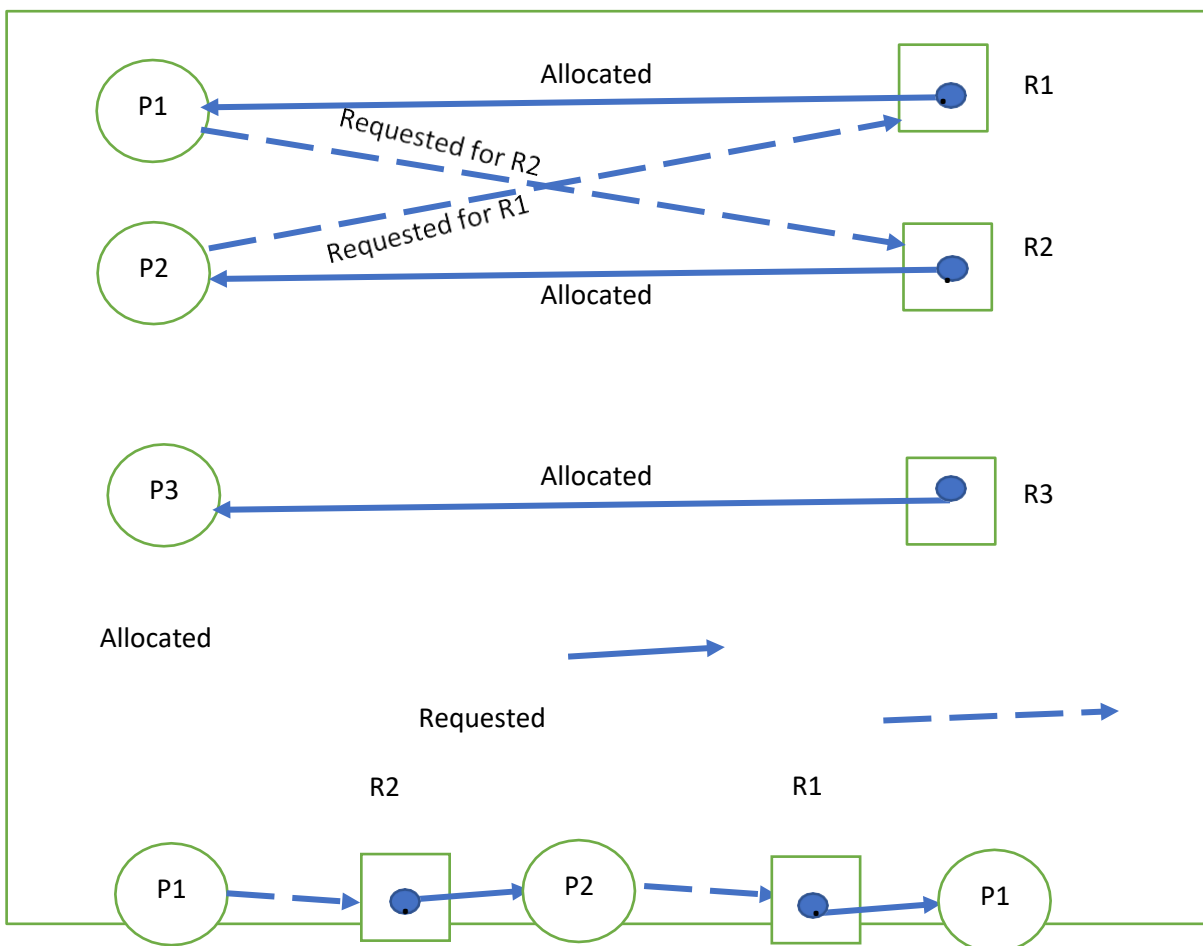 Allocated
R1
P1
Requested for R2
Requested for R1
P2
R2
Allocated
P3
Allocated
R3
Allocated
Requested
R2
R1
P1
P2
P1